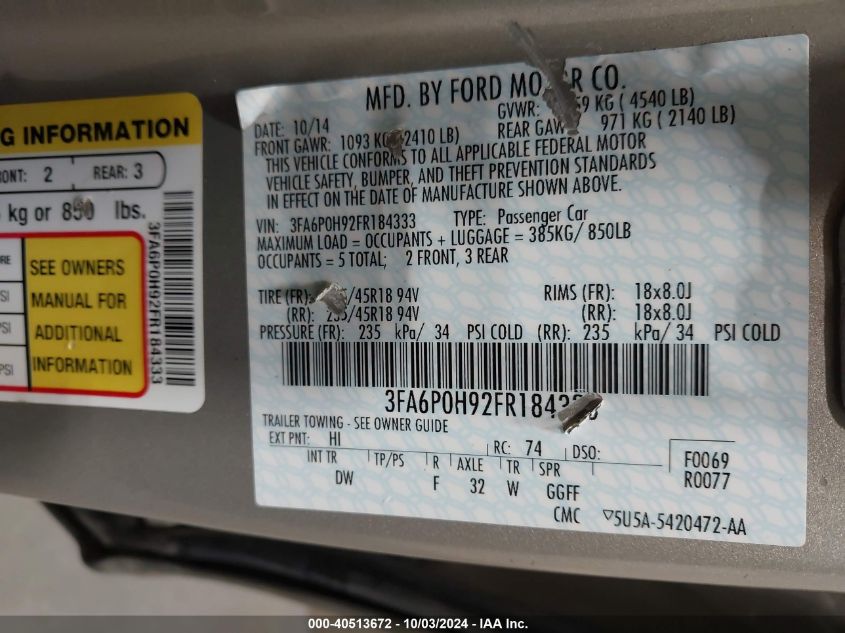 G INFORMATION
ONT: 2 REAR: 3
kg or 850 lbs.
SEE OWNERS
MANUAL FOR
ADDITIONAL
INFORMATION
3FA6P0H92FR184333
MFD. BY FORD CO.
DATE: 10/14 GVWR: KG ( 4540 LB)
FRONT GAWR: 1093 KG (2410 LB) REAR GAWR: 971 KG ( 2140 LB)
THIS VEHICLE CONFORMS TO ALL APPLICABLE FEDERAL MOTOR
VEHICLE SAFETY, BUMPER, AND THEFT PREVENTION STANDARDS
IN EFFECT ON THE DATE OF MANUFACTURE SHOWN ABOVE.
VIN: 3FA6P0H92FR184333 TYPE: Passenger Car
MAXIMUM LOAD = OCCUPANTS + LUGGAGE = 385KG/ 850LB
OCCUPANTS = 5 TOTAL; 2 FRONT, 3 REAR
TIRE (FR): /45R18 94V RIMS (FR): 18x8.0J
(RR): 235/45R18 94V (RR): 18x8.0J
PRESSURE (FR): 235 kPa/ 34 PSI COLD (RR): 235 kPa/ 34 PSI COLD
3FA6P0H92FR184333
TRAILER TOWING - SEE OWNER GUIDE
EXT PNT: HI RC: 74 DSO: F0069
INT TR TP/PS R AXLE TR SPR R0077
DW F 32 W GGFF
CMC ▽5U5A-5420472-AA
000-40513672 - 10/03/2024 - IAA Inc.